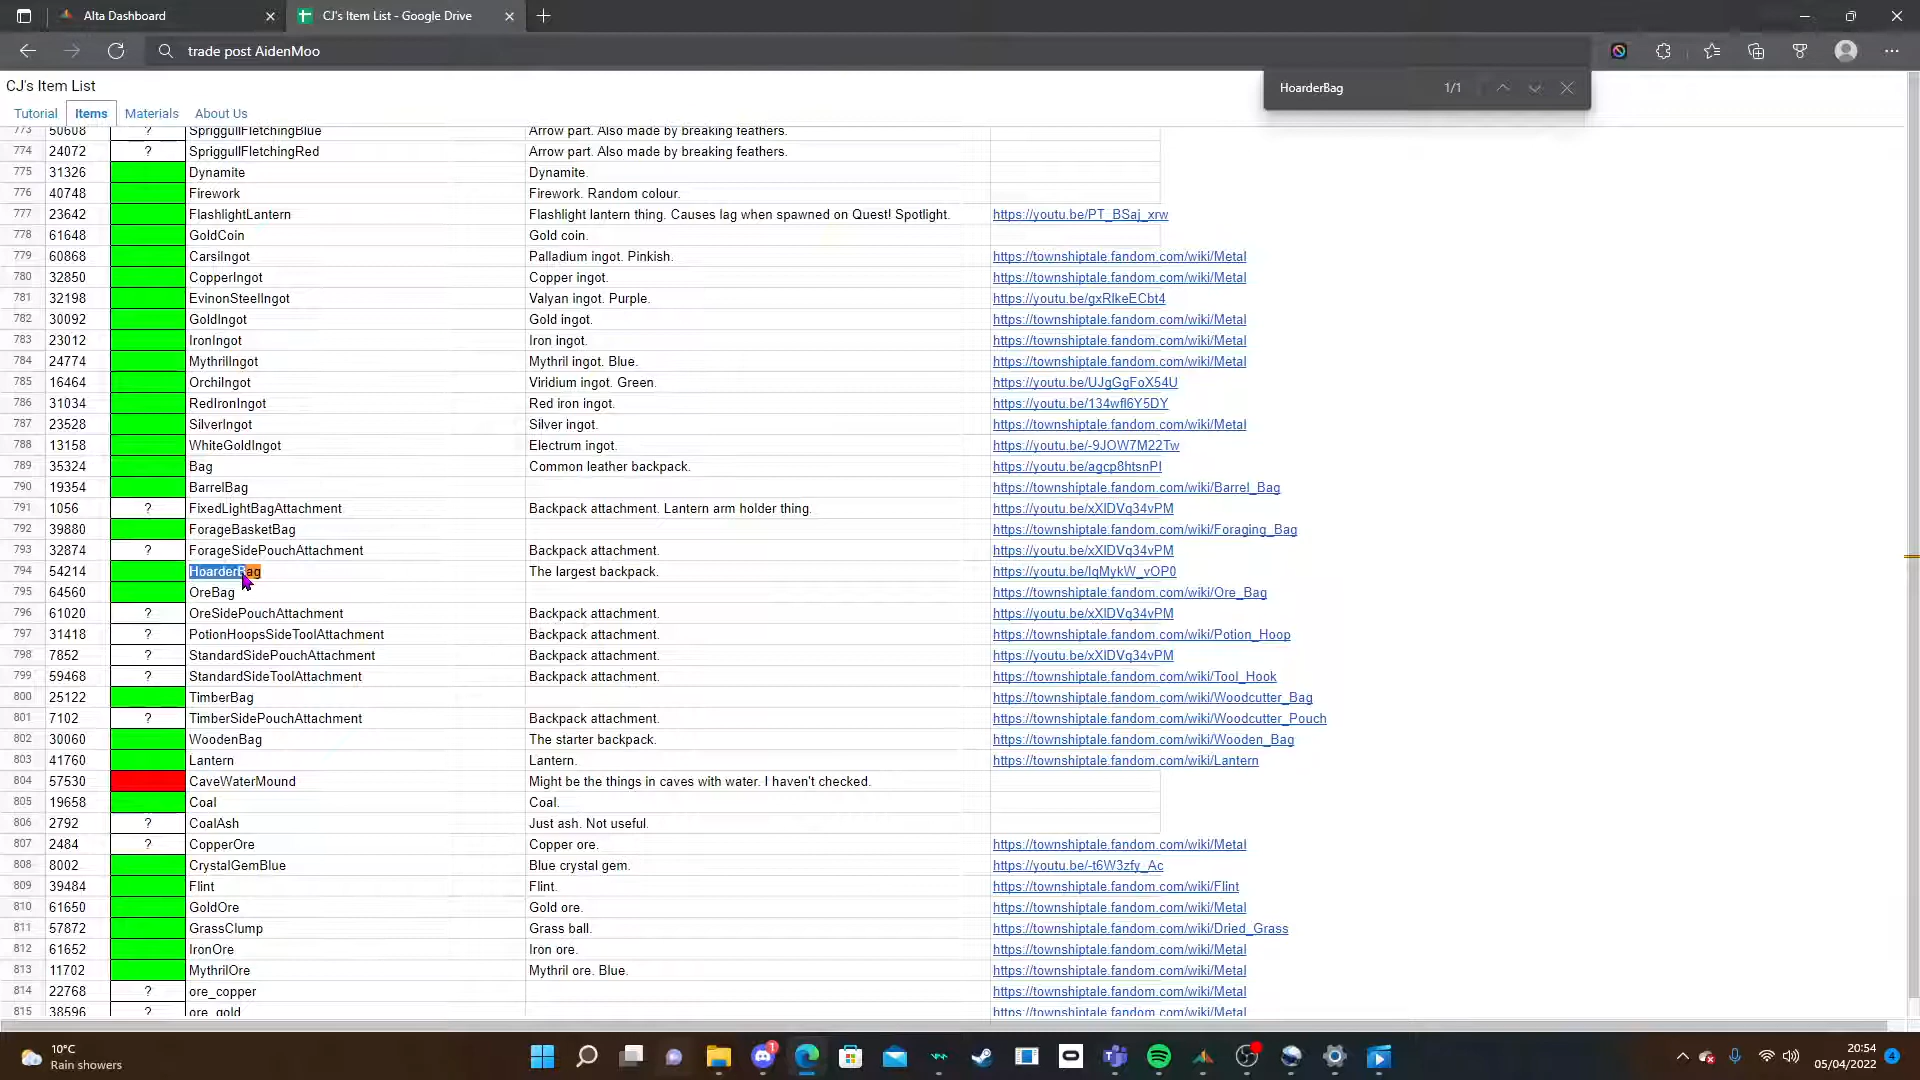 Alta Dashboard
CJ's Item List - Google Drive
trade post AidenMoo
HoarderBag 1/1
CJ's Item List
Tutorial Items Materials About Us
773 50608 ? SpriggullFletchingBlue Arrow part. Also made by breaking feathers.
774 24072 ? SpriggullFletchingRed Arrow part. Also made by breaking feathers.
775 31326 Dynamite Dynamite.
776 40748 Firework Firework. Random colour.
777 23642 FlashlightLantern Flashlight lantern thing. Causes lag when spawned on Quest! Spotlight. https://youtu.be/PT_BSaj_xrw
778 61648 GoldCoin Gold coin.
779 60868 CarsiIngot Palladium ingot. Pinkish. https://townshiptale.fandom.com/wiki/Metal
780 32850 CopperIngot Copper ingot. https://townshiptale.fandom.com/wiki/Metal
781 32198 EvinonSteelIngot Valyan ingot. Purple. https://youtu.be/gxRlkeECbt4
782 30092 GoldIngot Gold ingot. https://townshiptale.fandom.com/wiki/Metal
783 23012 IronIngot Iron ingot. https://townshiptale.fandom.com/wiki/Metal
784 24774 MythrilIngot Mythril ingot. Blue. https://townshiptale.fandom.com/wiki/Metal
785 16464 OrchiIngot Viridium ingot. Green. https://youtu.be/UJgGgFoX54U
786 31034 RedIronIngot Red iron ingot. https://youtu.be/134wfl6Y5DY
787 23528 SilverIngot Silver ingot. https://townshiptale.fandom.com/wiki/Metal
788 13158 WhiteGoldIngot Electrum ingot. https://youtu.be/-9JOW7M22Tw
789 35324 Bag Common leather backpack. https://youtu.be/agcp8htsnPI
790 19354 BarrelBag https://townshiptale.fandom.com/wiki/Barrel_Bag
791 1056 ? FixedLightBagAttachment Backpack attachment. Lantern arm holder thing. https://youtu.be/xXIDVq34vPM
792 39880 ForageBasketBag https://townshiptale.fandom.com/wiki/Foraging_Bag
793 32874 ? ForageSidePouchAttachment Backpack attachment. https://youtu.be/xXIDVq34vPM
794 54214 HoarderBag The largest backpack. https://youtu.be/IqMykW_vOP0
795 64560 OreBag https://townshiptale.fandom.com/wiki/Ore_Bag
796 61020 ? OreSidePouchAttachment Backpack attachment. https://youtu.be/xXIDVq34vPM
797 31418 ? PotionHoopsSideToolAttachment Backpack attachment. https://townshiptale.fandom.com/wiki/Potion_Hoop
798 7852 ? StandardSidePouchAttachment Backpack attachment. https://youtu.be/xXIDVq34vPM
799 59468 ? StandardSideToolAttachment Backpack attachment. https://townshiptale.fandom.com/wiki/Tool_Hook
800 25122 TimberBag https://townshiptale.fandom.com/wiki/Woodcutter_Bag
801 7102 ? TimberSidePouchAttachment Backpack attachment. https://townshiptale.fandom.com/wiki/Woodcutter_Pouch
802 30060 WoodenBag The starter backpack. https://townshiptale.fandom.com/wiki/Wooden_Bag
803 41760 Lantern Lantern. https://townshiptale.fandom.com/wiki/Lantern
804 57530 CaveWaterMound Might be the things in caves with water. I haven't checked.
805 19658 Coal Coal.
806 2792 ? CoalAsh Just ash. Not useful.
807 2484 ? CopperOre Copper ore. https://townshiptale.fandom.com/wiki/Metal
808 8002 CrystalGemBlue Blue crystal gem. https://youtu.be/-t6W3zfy_Ac
809 39484 Flint Flint. https://townshiptale.fandom.com/wiki/Flint
810 61650 GoldOre Gold ore. https://townshiptale.fandom.com/wiki/Metal
811 57872 GrassClump Grass ball. https://townshiptale.fandom.com/wiki/Dried_Grass
812 61652 IronOre Iron ore. https://townshiptale.fandom.com/wiki/Metal
813 11702 MythrilOre Mythril ore. Blue. https://townshiptale.fandom.com/wiki/Metal
814 22768 ? ore_copper https://townshiptale.fandom.com/wiki/Metal
815 38596 ? ore_gold https://townshiptale.fandom.com/wiki/Metal
10°C
Rain showers
1
20:54
05/04/2022
4